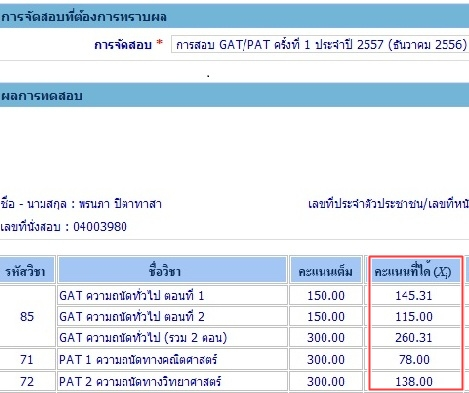 การจัดสอบที่ต้องการทราบผล
การจัดสอบ * การสอบ GAT/PAT ครั้งที่ 1 ประจำปี 2557 (ธันวาคม 2556)
ผลการทดสอบ
ชื่อ - นามสกุล : พรนภา ปิตาทาสา เลขที่ประจำตัวประชาชน/เลขที่หนั
เลขที่นั่งสอบ : 04003980
รหัสวิชา ชื่อวิชา คะแนนเต็ม คะแนนที่ได้ (Xi)
85 GAT ความถนัดทั่วไป ตอนที่ 1 150.00 145.31
GAT ความถนัดทั่วไป ตอนที่ 2 150.00 115.00
GAT ความถนัดทั่วไป (รวม 2 ตอน) 300.00 260.31
71 PAT 1 ความถนัดทางคณิตศาสตร์ 300.00 78.00
72 PAT 2 ความถนัดทางวิทยาศาสตร์ 300.00 138.00